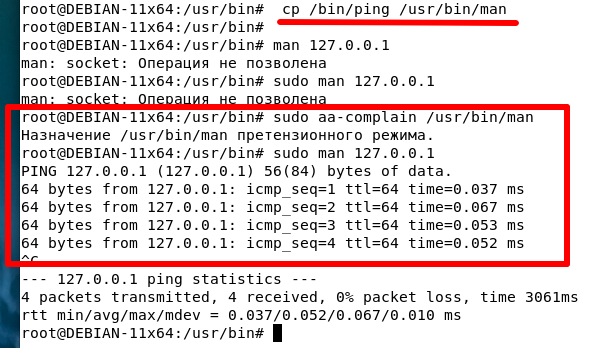 root@DEBIAN-11x64:/usr/bin#  cp /bin/ping /usr/bin/man
root@DEBIAN-11x64:/usr/bin#
root@DEBIAN-11x64:/usr/bin# man 127.0.0.1
man: socket: Операция не позволена
root@DEBIAN-11x64:/usr/bin# sudo man 127.0.0.1
man: socket: Операция не позволена
root@DEBIAN-11x64:/usr/bin# sudo aa-complain /usr/bin/man
Назначение /usr/bin/man претензионного режима.
root@DEBIAN-11x64:/usr/bin# sudo man 127.0.0.1
PING 127.0.0.1 (127.0.0.1) 56(84) bytes of data.
64 bytes from 127.0.0.1: icmp_seq=1 ttl=64 time=0.037 ms
64 bytes from 127.0.0.1: icmp_seq=2 ttl=64 time=0.067 ms
64 bytes from 127.0.0.1: icmp_seq=3 ttl=64 time=0.053 ms
64 bytes from 127.0.0.1: icmp_seq=4 ttl=64 time=0.052 ms
^C
--- 127.0.0.1 ping statistics ---
4 packets transmitted, 4 received, 0% packet loss, time 3061ms
rtt min/avg/max/mdev = 0.037/0.052/0.067/0.010 ms
root@DEBIAN-11x64:/usr/bin#